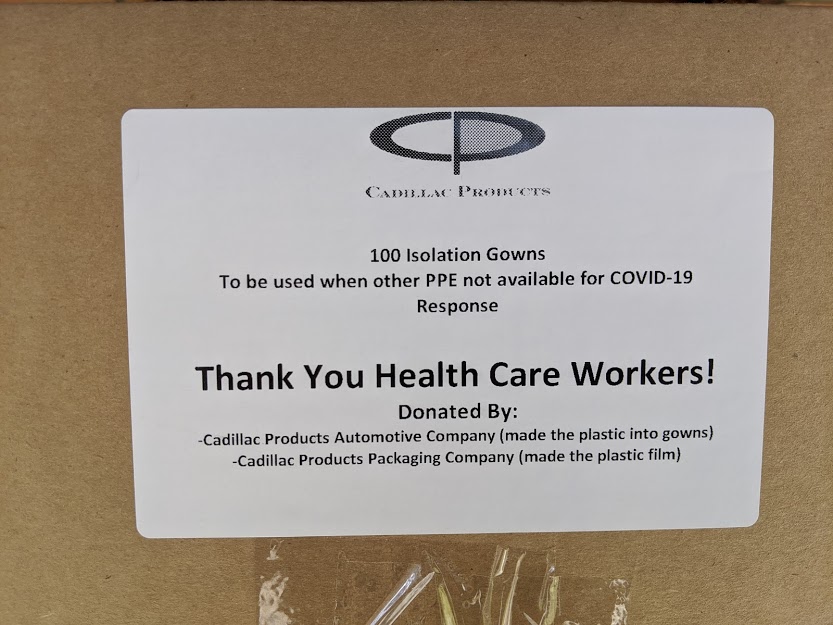 CP
CADILLAC PRODUCTS
100 Isolation Gowns
To be used when other PPE not available for COVID-19
Response
Thank You Health Care Workers!
Donated By:
-Cadillac Products Automotive Company (made the plastic into gowns)
-Cadillac Products Packaging Company (made the plastic film)